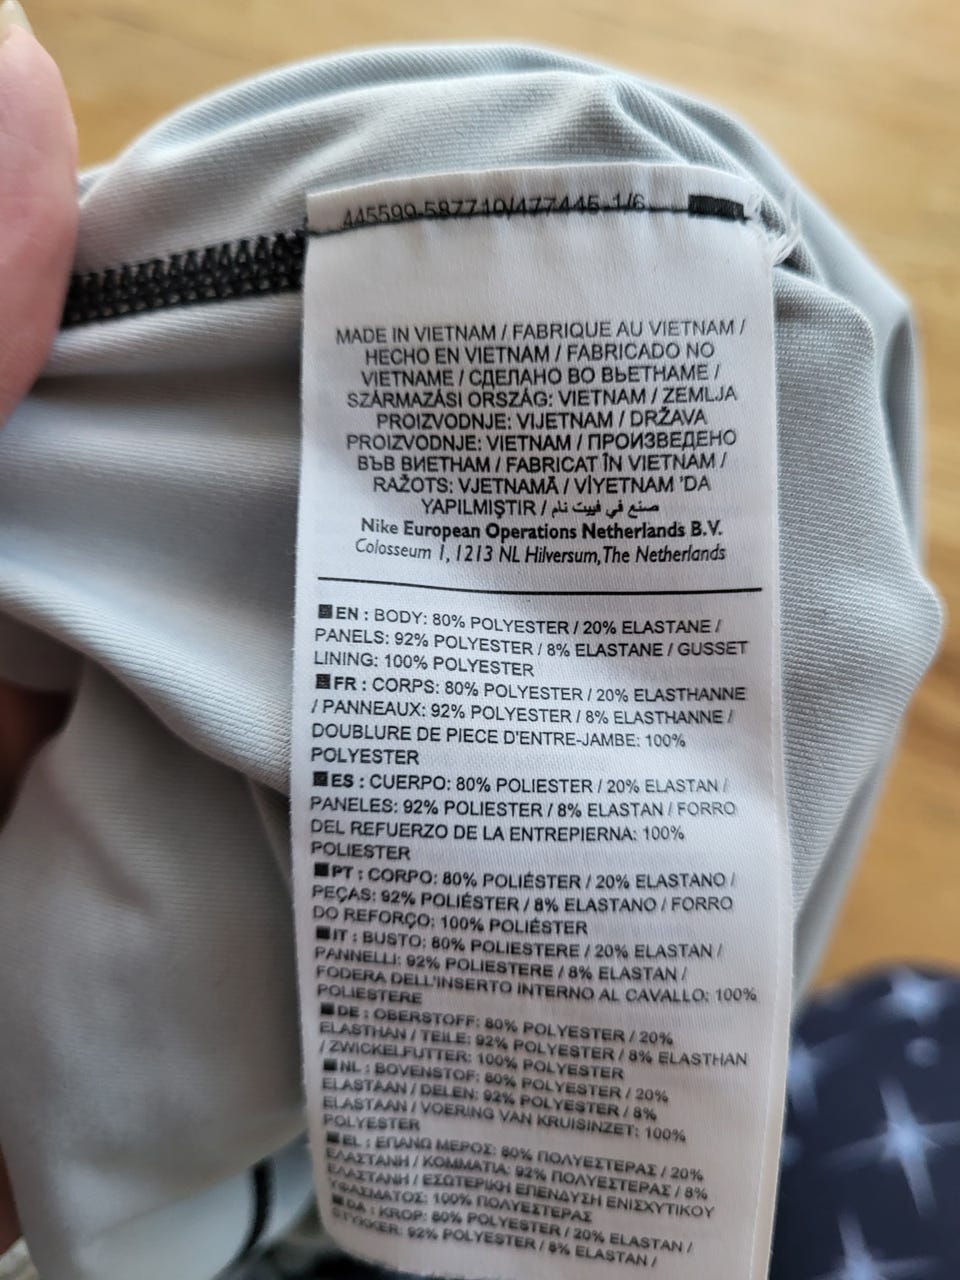 445599-587710/477445-1/6
MADE IN VIETNAM / FABRIQUE AU VIETNAM /
HECHO EN VIETNAM / FABRICADO NO
VIETNAME / СДЕЛАНО ВО ВЬЕТНАМЕ /
SZÁRMAZÁSI ORSZÁG: VIETNAM / ZEMLJA
PROIZVODNJE: VIJETNAM / DRŽAVA
PROIZVODNJE: VIETNAM / ПРОИЗВЕДЕНО
ВЪВ ВИЕТНАМ / FABRICAT ÎN VIETNAM /
RAŽOTS: VJETNAMĀ / VİYETNAM 'DA
YAPILMIŞTIR / صنع في فييت نام
Nike European Operations Netherlands B.V.
Colosseum 1, 1213 NL Hilversum, The Netherlands
EN : BODY: 80% POLYESTER / 20% ELASTANE /
PANELS: 92% POLYESTER / 8% ELASTANE / GUSSET
LINING: 100% POLYESTER
FR : CORPS: 80% POLYESTER / 20% ELASTHANNE
/ PANNEAUX: 92% POLYESTER / 8% ELASTHANNE /
DOUBLURE DE PIECE D'ENTRE-JAMBE: 100%
POLYESTER
ES : CUERPO: 80% POLIESTER / 20% ELASTAN /
PANELES: 92% POLIESTER / 8% ELASTAN / FORRO
DEL REFUERZO DE LA ENTREPIERNA: 100%
POLIESTER
PT : CORPO: 80% POLIÉSTER / 20% ELASTANO /
PEÇAS: 92% POLIÉSTER / 8% ELASTANO / FORRO
DO REFORÇO: 100% POLIÉSTER
IT : BUSTO: 80% POLIESTERE / 20% ELASTAN /
PANNELLI: 92% POLIESTERE / 8% ELASTAN /
FODERA DELL'INSERTO INTERNO AL CAVALLO: 100%
POLIESTERE
DE : OBERSTOFF: 80% POLYESTER / 20%
ELASTHAN / TEILE: 92% POLYESTER / 8% ELASTHAN
/ ZWICKELFUTTER: 100% POLYESTER
NL : BOVENSTOF: 80% POLYESTER / 20%
ELASTAAN / DELEN: 92% POLYESTER / 8%
ELASTAAN / VOERING VAN KRUISINZET: 100%
POLYESTER
EL : ΕΠΑΝΩ ΜΕΡΟΣ: 80% ΠΟΛΥΕΣΤΕΡΑΣ / 20%
ΕΛΑΣΤΑΝΗ / ΚΟΜΜΑΤΙΑ: 92% ΠΟΛΥΕΣΤΕΡΑΣ / 8%
ΕΛΑΣΤΑΝΗ / ΕΣΩΤΕΡΙΚΗ ΕΠΕΝΔΥΣΗ ΕΝΙΣΧΥΤΙΚΟΥ
ΥΦΑΣΜΑΤΟΣ: 100% ΠΟΛΥΕΣΤΕΡΑΣ
DA : KROP: 80% POLYESTER / 20% ELASTAN /
STYKKER: 92% POLYESTER / 8% ELASTAN /